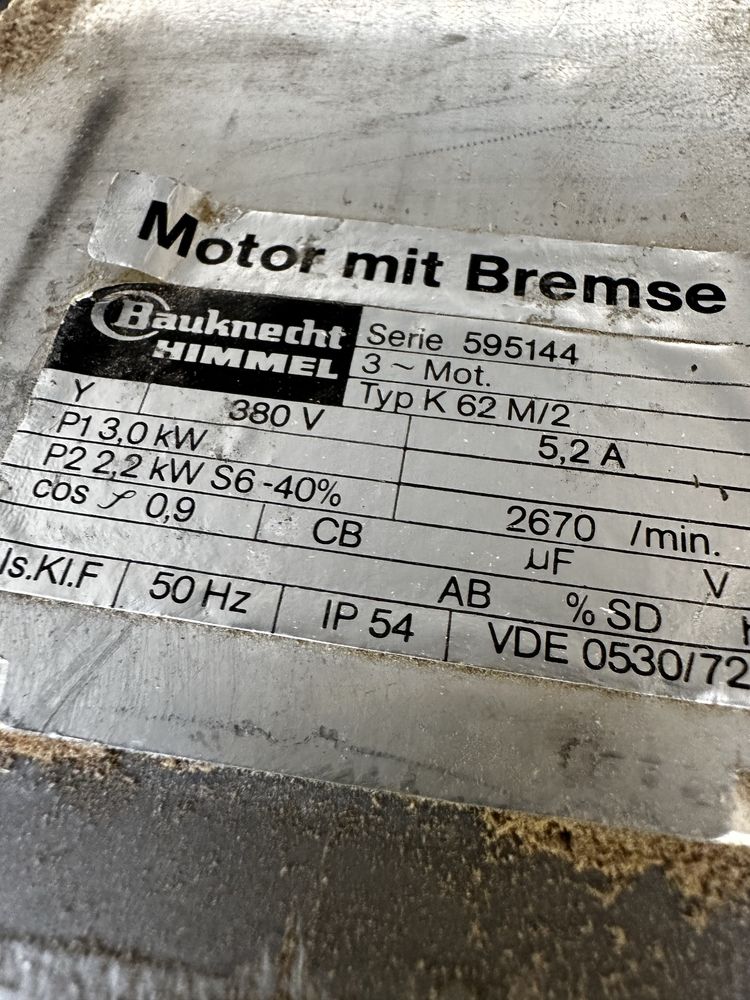 Motor mit Bremse
Bauknecht
HIMMEL
Serie 595144
3 ~ Mot.
Typ K 62 M/2
Y 380 V 5,2 A
P1 3,0 kW
P2 2,2 kW S6-40% 2670 /min.
cos φ 0,9 CB µF V
AB % SD
Is.Kl.F 50 Hz IP 54 VDE 0530/72